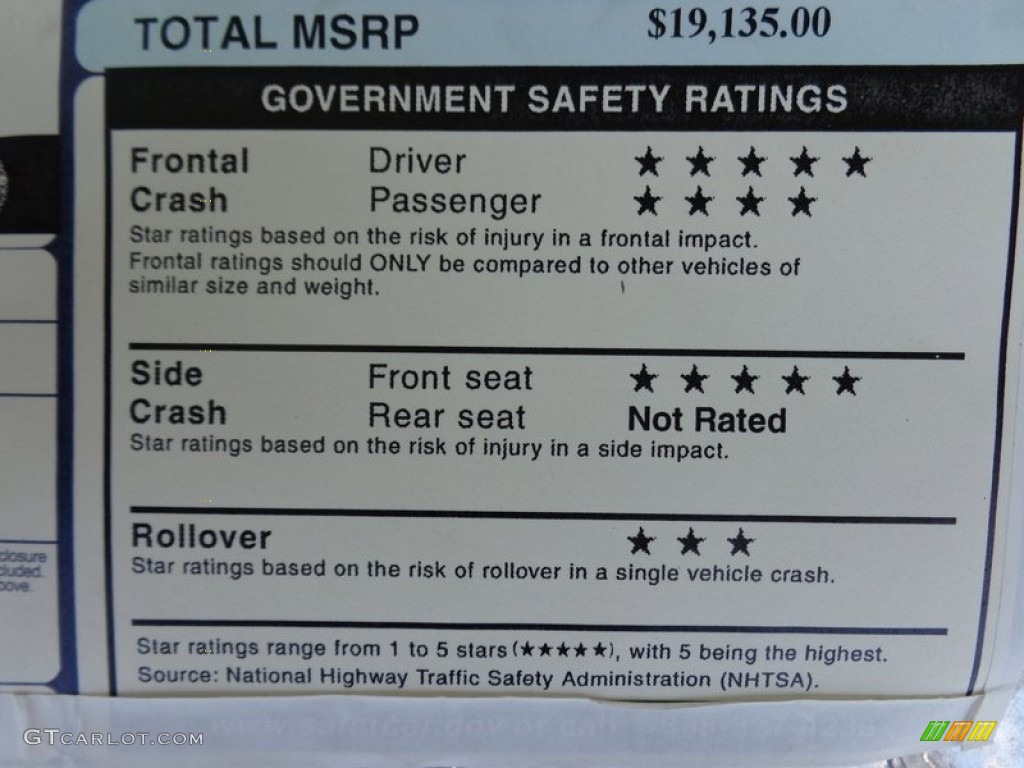 TOTAL MSRP $19,135.00
GOVERNMENT SAFETY RATINGS
Frontal Driver ★ ★ ★ ★ ★
Crash Passenger ★ ★ ★ ★
Star ratings based on the risk of injury in a frontal impact.
Frontal ratings should ONLY be compared to other vehicles of
similar size and weight.
Side Front seat ★ ★ ★ ★ ★
Crash Rear seat Not Rated
Star ratings based on the risk of injury in a side impact.
Rollover ★ ★ ★
Star ratings based on the risk of rollover in a single vehicle crash.
Star ratings range from 1 to 5 stars (★★★★★), with 5 being the highest.
Source: National Highway Traffic Safety Administration (NHTSA).
GTCARLOT.COM